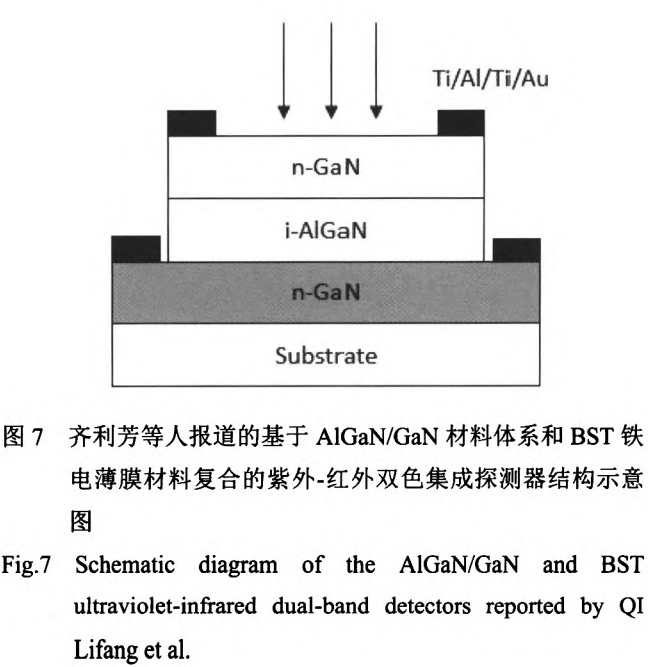 Ti/Al/Ti/Au
n-GaN
i-AlGaN
n-GaN
Substrate
图 7 齐利芳等人报道的基于 AlGaN/GaN 材料体系和 BST 铁
电薄膜材料复合的紫外-红外双色集成探测器结构示意
图
Fig.7 Schematic diagram of the AlGaN/GaN and BST
ultraviolet-infrared dual-band detectors reported by QI
Lifang et al.